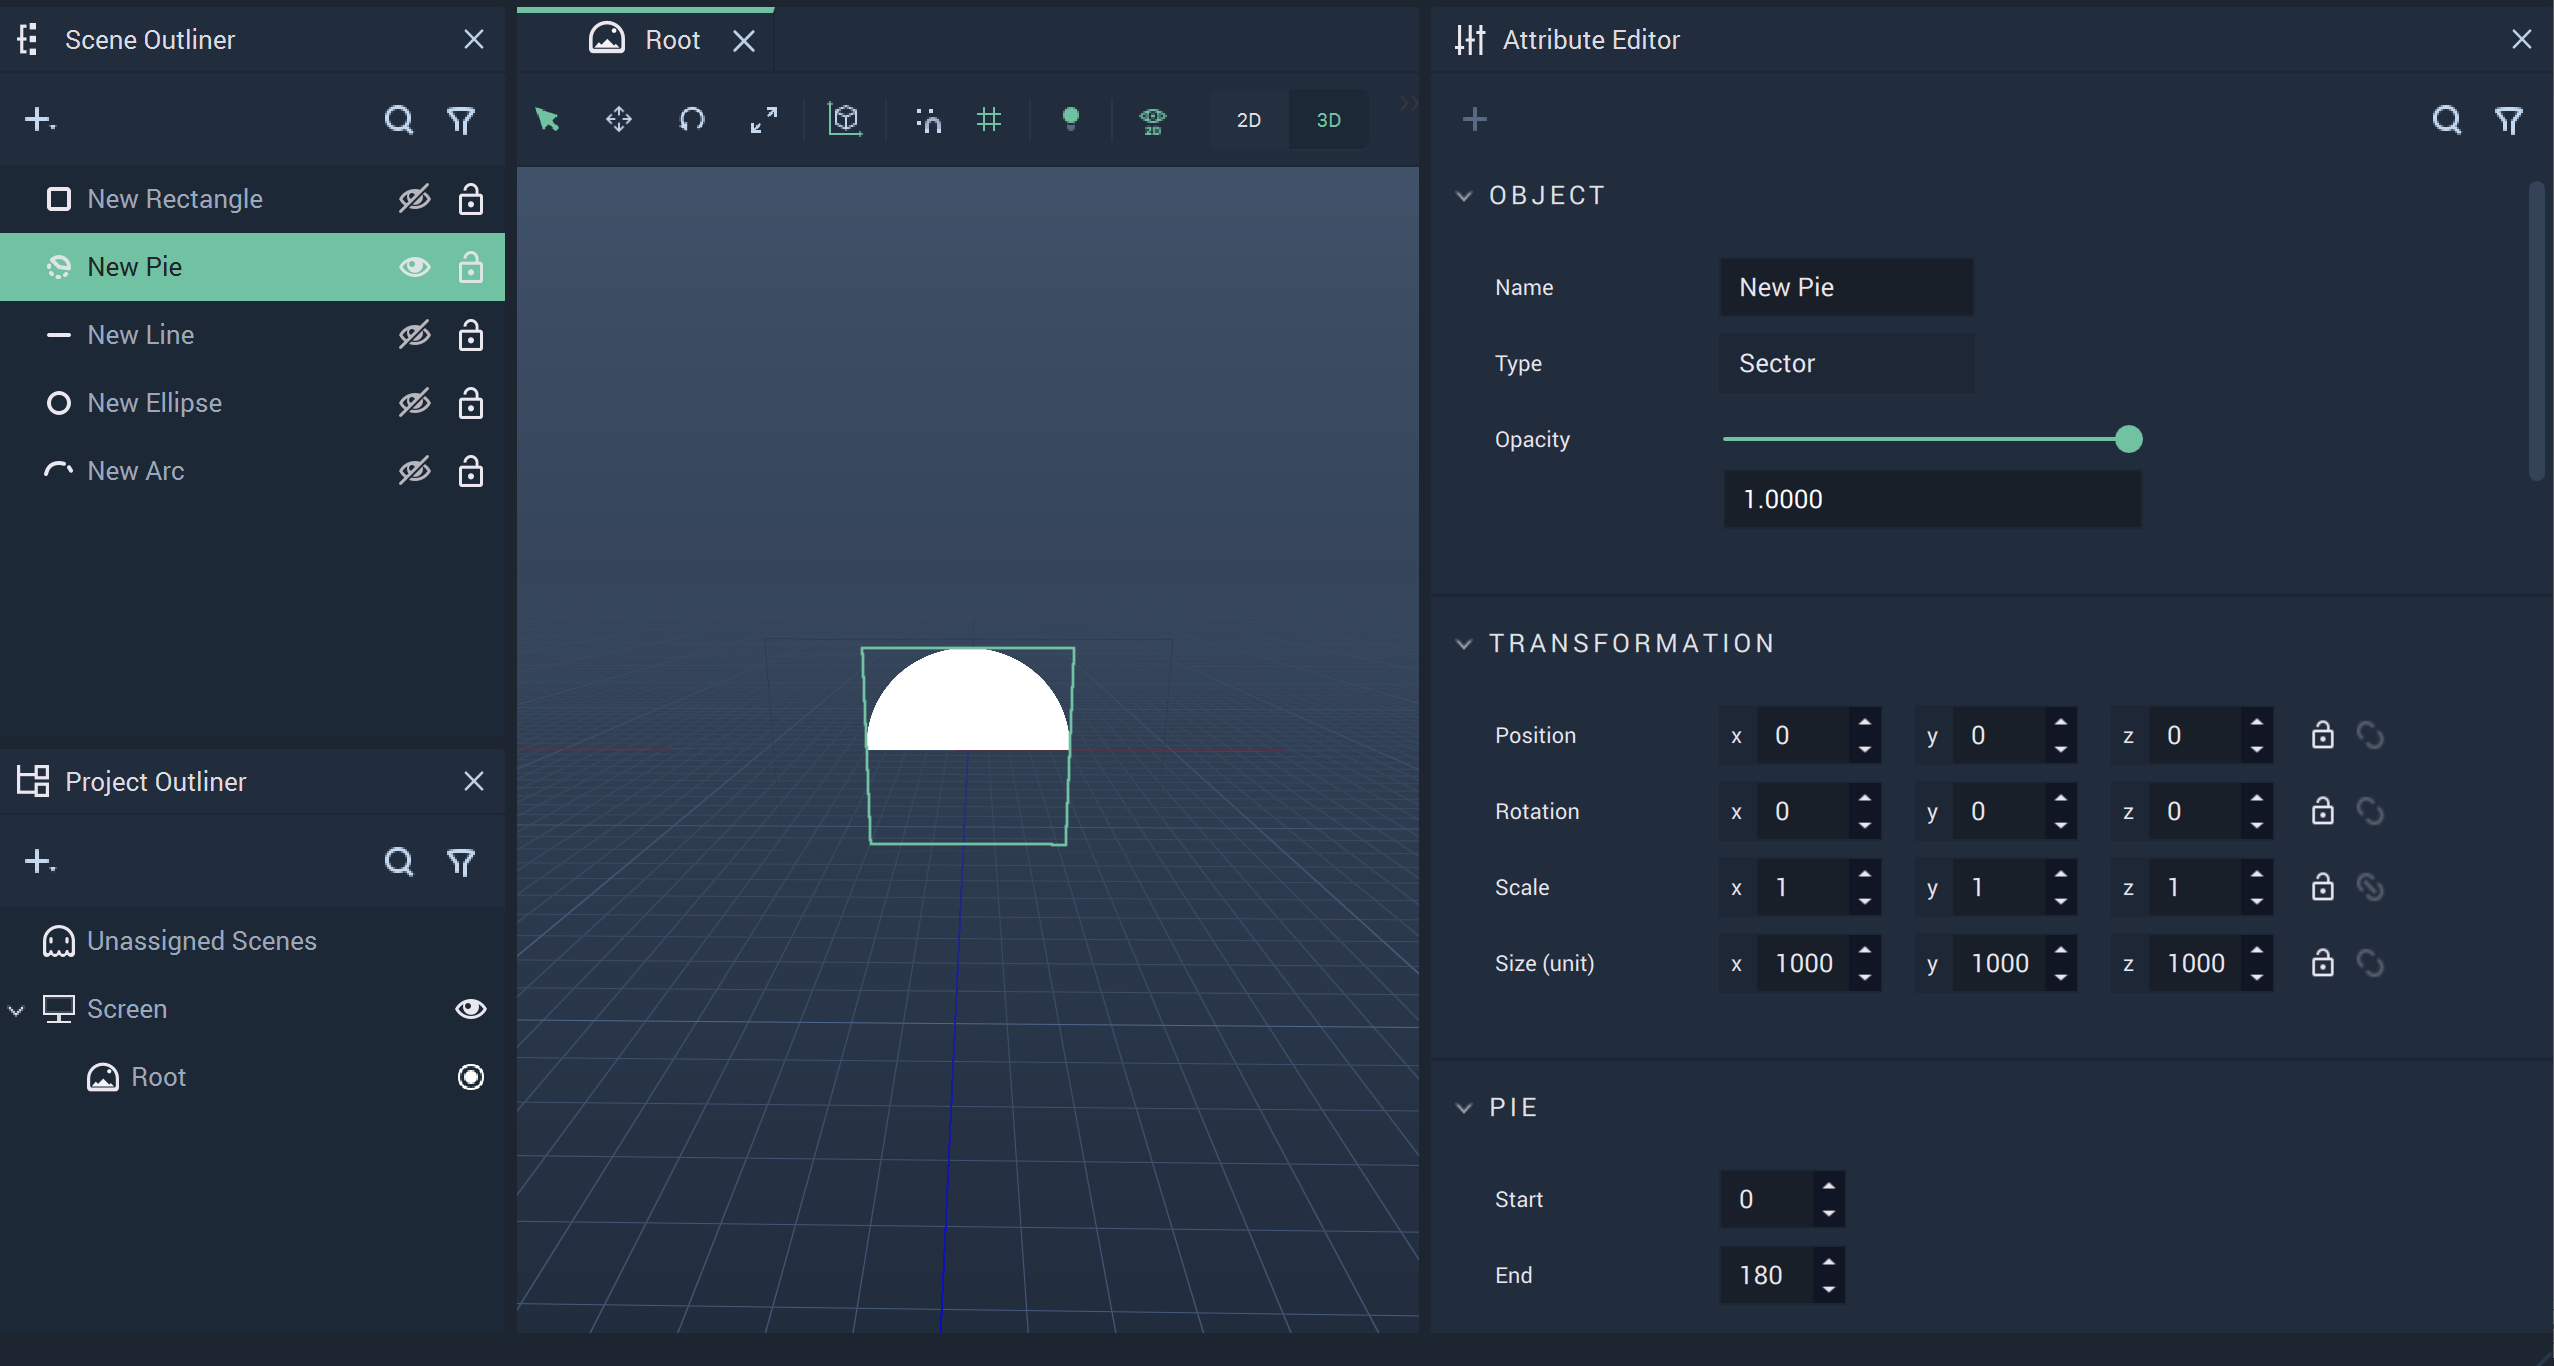 Scene Outliner
New Rectangle
New Pie
New Line
New Ellipse
New Arc
Project Outliner
Unassigned Scenes
Screen
Root
Root
2D
2D 3D
Attribute Editor
OBJECT
Name New Pie
Type Sector
Opacity
1.0000
TRANSFORMATION
Position x 0 y 0 z 0
Rotation x 0 y 0 z 0
Scale x 1 y 1 z 1
Size (unit) x 1000 y 1000 z 1000
PIE
Start 0
End 180